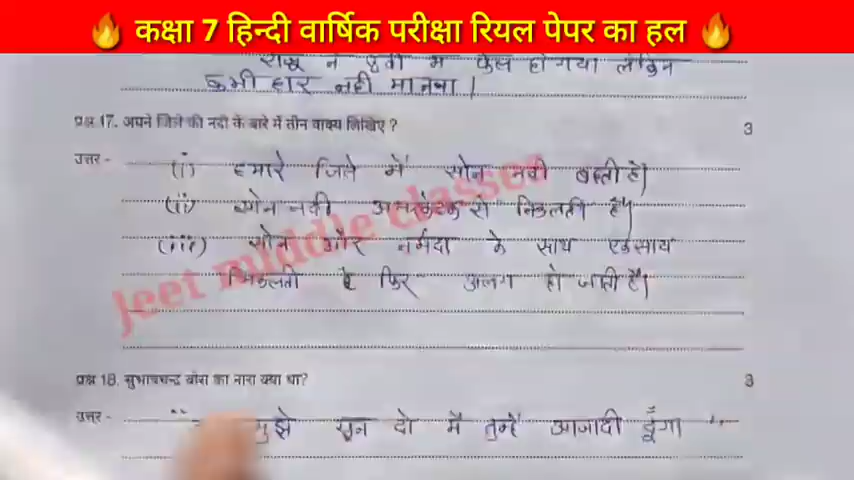 🔥 कक्षा 7 हिन्दी वार्षिक परीक्षा रियल पेपर का हल 🔥
राजू न 8वी म फेल हो गया लेकिन
कभी हार नही मानना |
प्रश्न 17. अपने जिले की नदी के बारे में तीन वाक्य लिखिए ? 3
उत्तर - (i) हमारे जिले में सोन नदी बहती है|
(ii) सोन नदी अमरकंटक से निकलती है|
(iii) सोन और नर्मदा के साथ एकसाथ
निकलती है फिर अलग हो जाती है|
Jeet middle classes
प्रश्न 18. सुभाषचन्द्र बोस का नारा क्या था? 3
उत्तर - " मुझे खून दो मैं तुम्हें आजादी दूँगा "